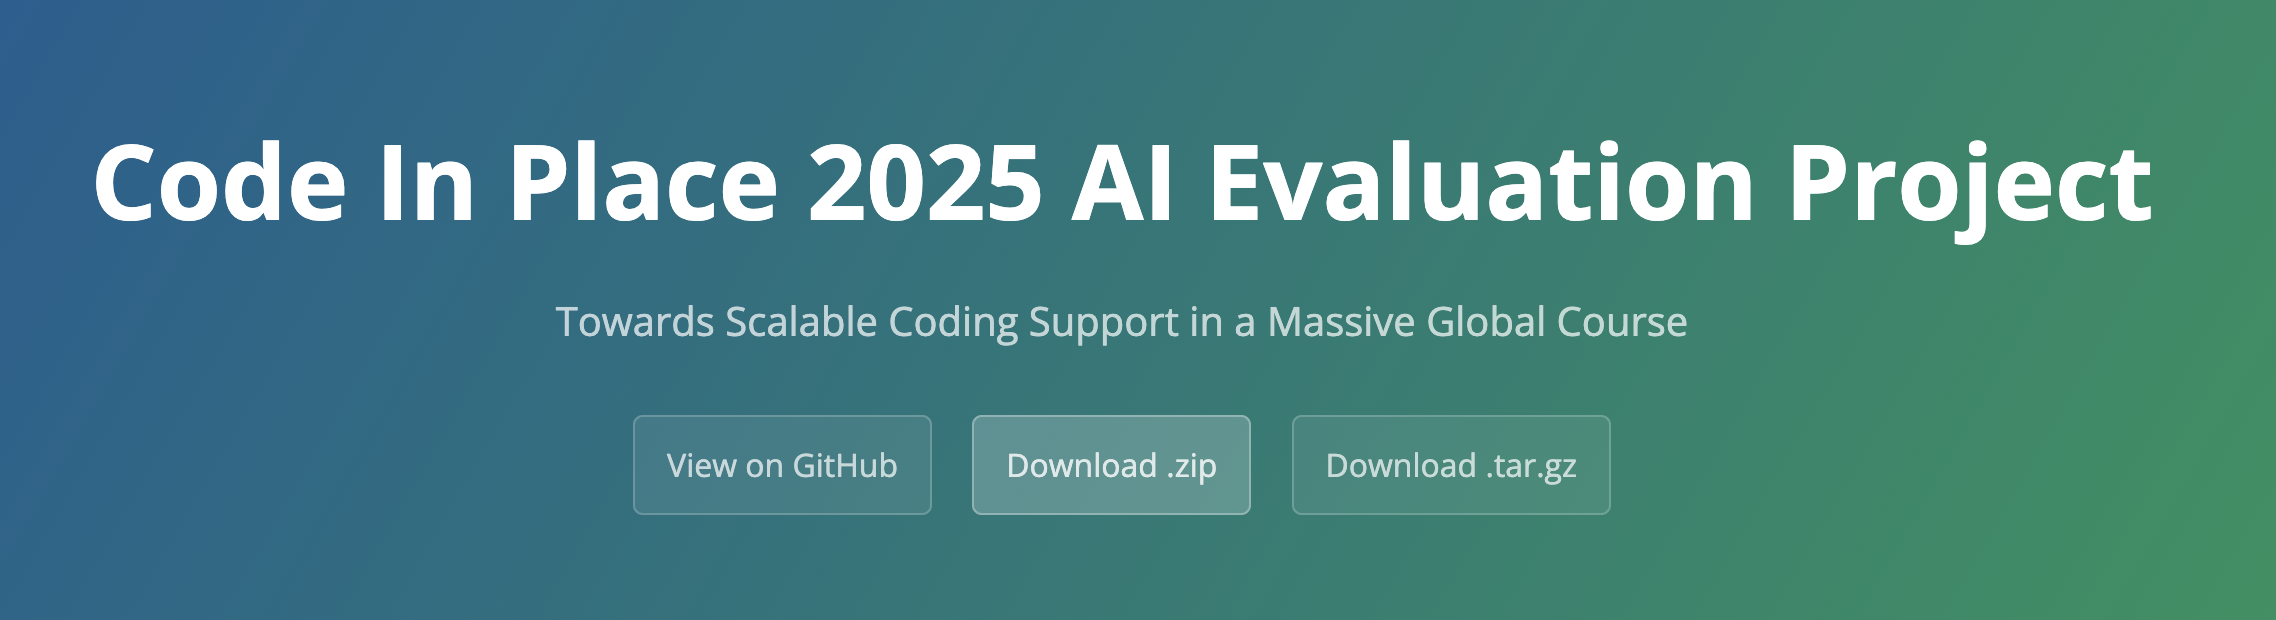 Code In Place 2025 AI Evaluation Project
Towards Scalable Coding Support in a Massive Global Course
View on GitHub
Download .zip
Download .tar.gz